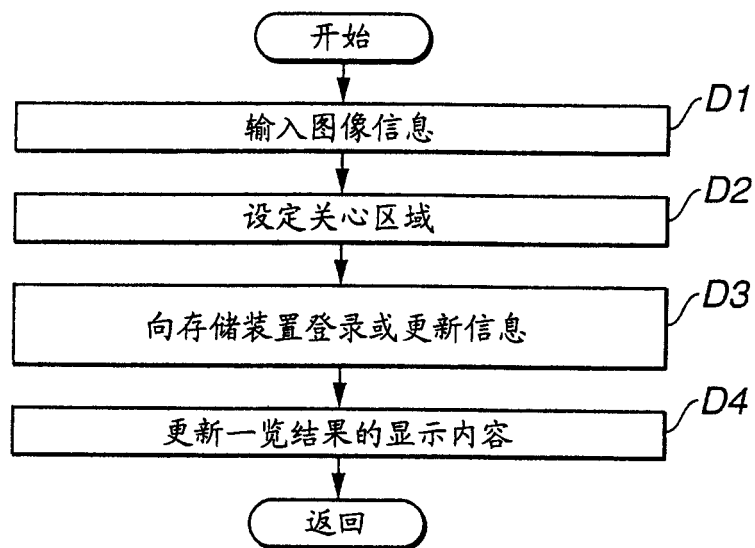 开始
D1
输入图像信息
D2
设定关心区域
D3
向存储装置登录或更新信息
D4
更新一览结果的显示内容
返回